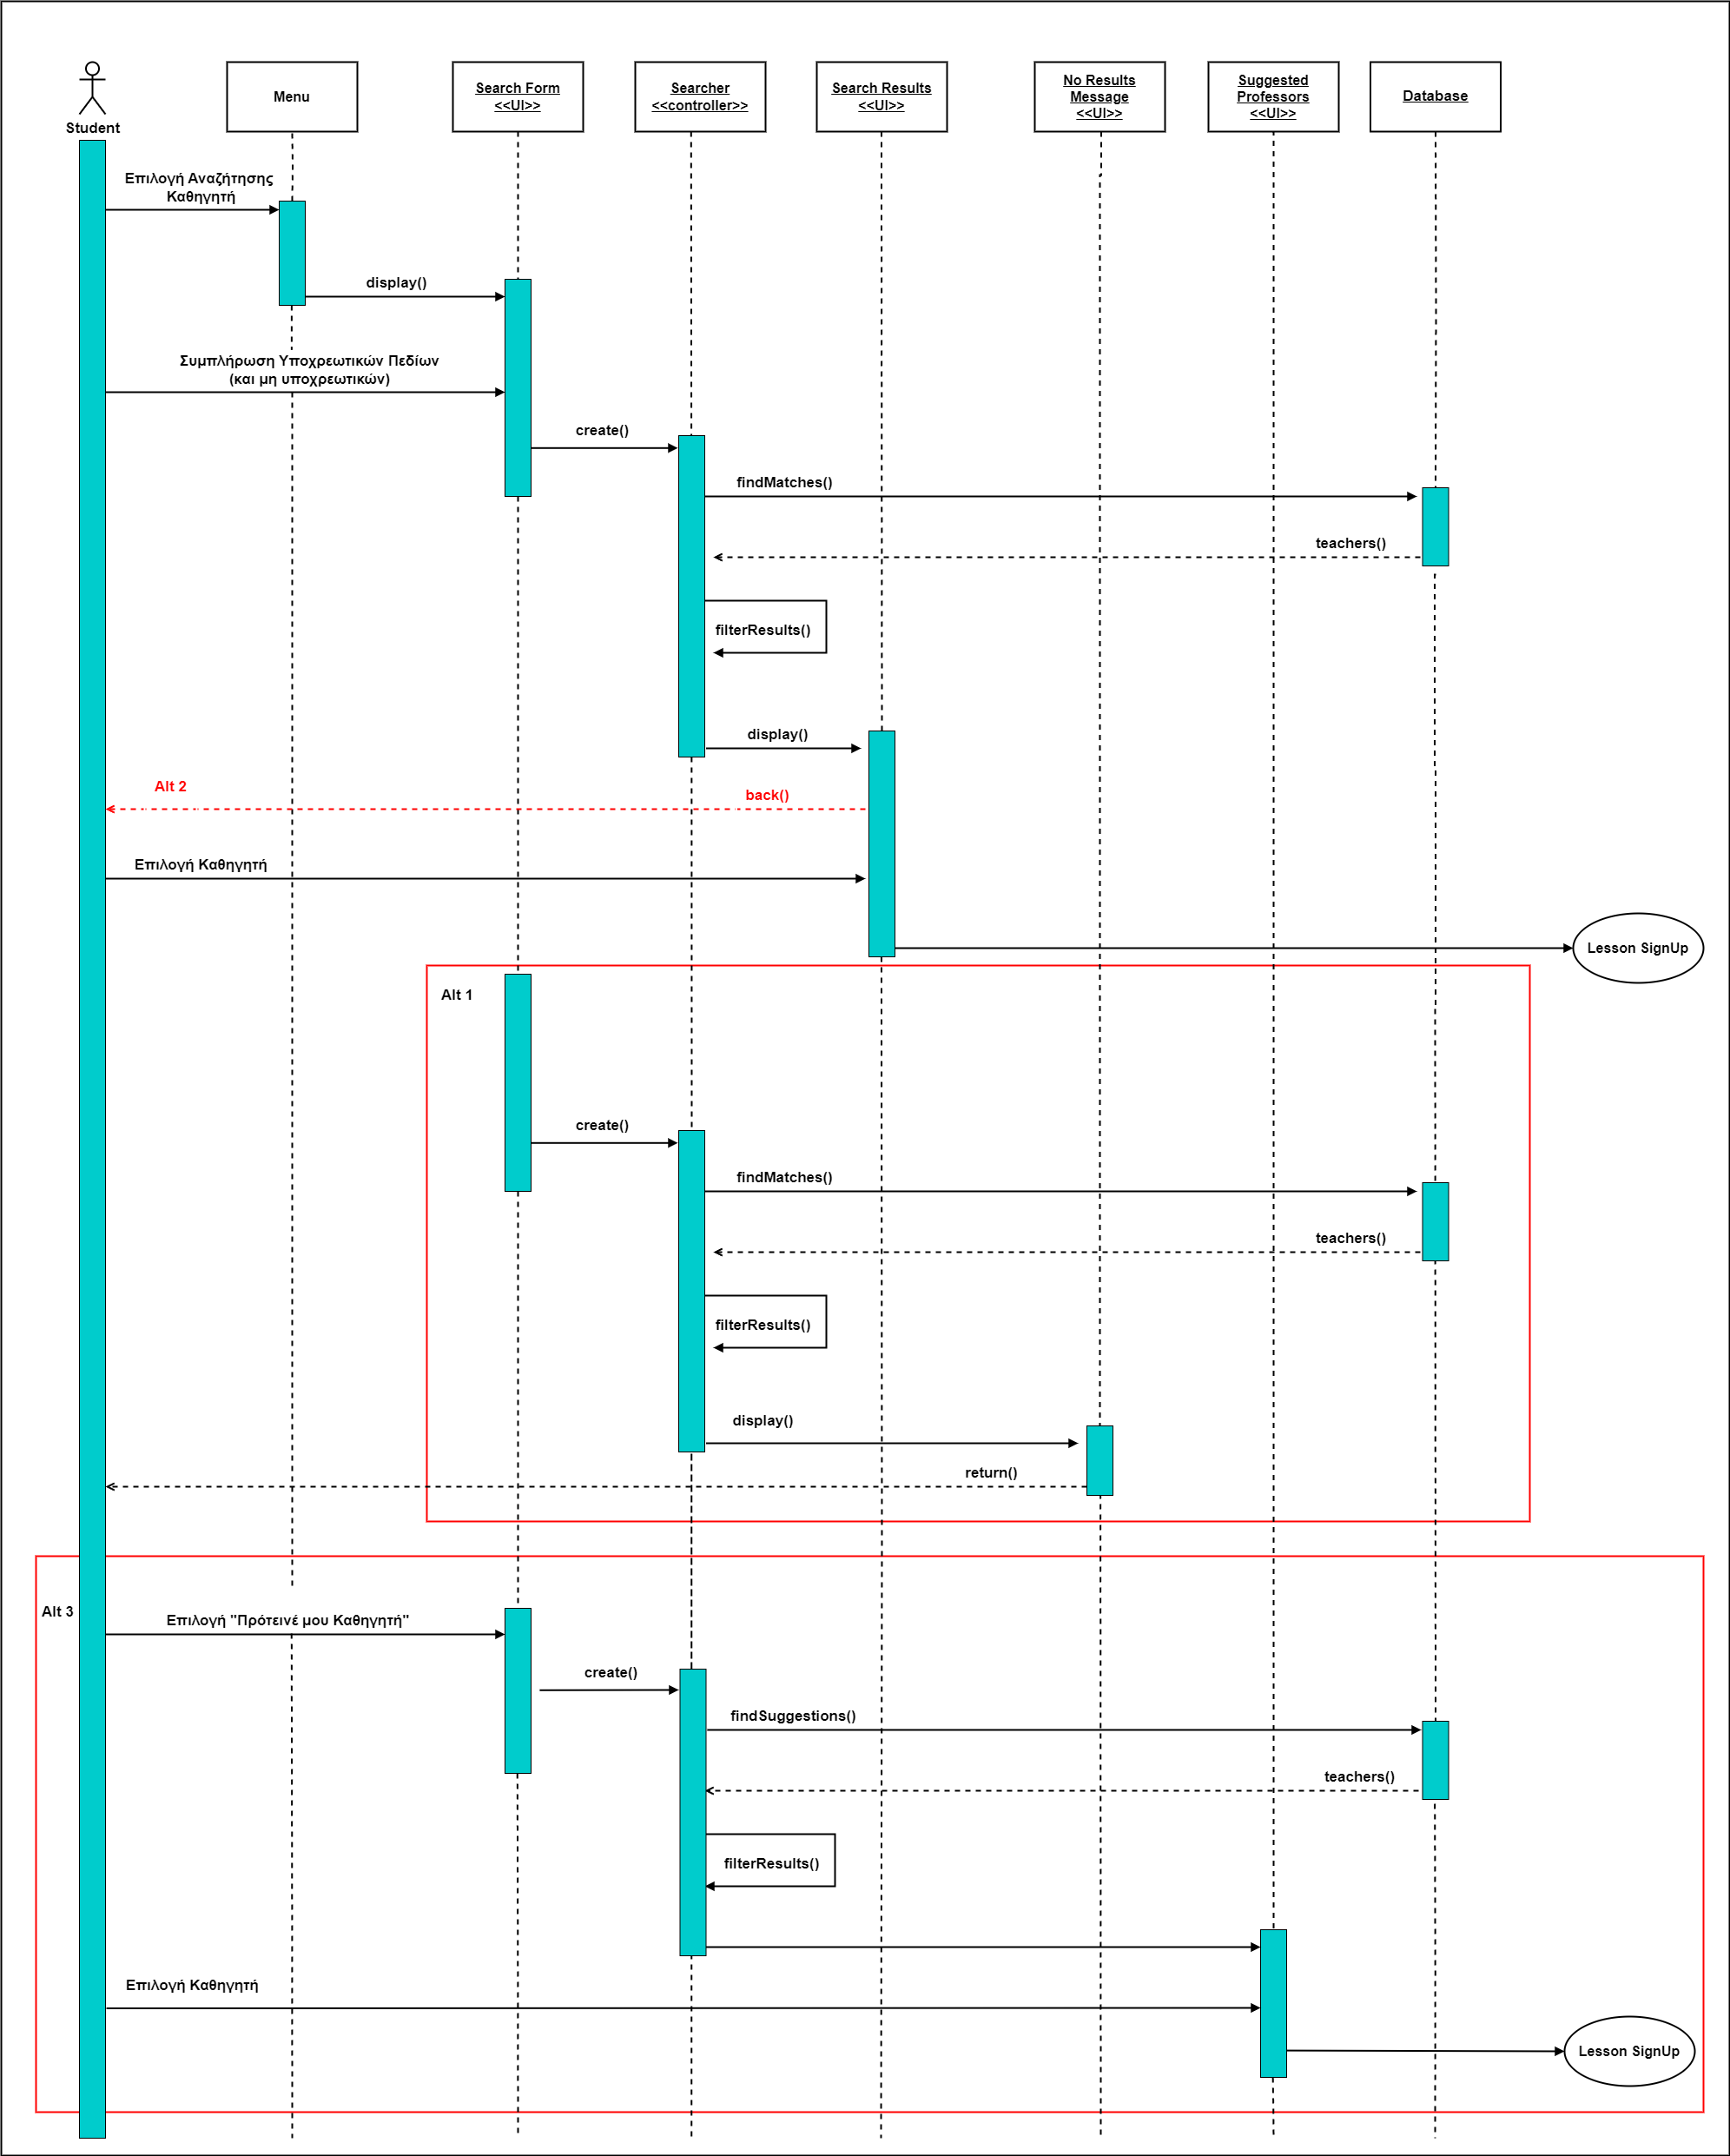 Student
Menu
Search Form
<<UI>>
Searcher
<<controller>>
Search Results
<<UI>>
No Results
Message
<<UI>>
Suggested
Professors
<<UI>>
Database
Επιλογή Αναζήτησης
Καθηγητή
display()
Συμπλήρωση Υποχρεωτικών Πεδίων
(και μη υποχρεωτικών)
create()
findMatches()
teachers()
filterResults()
display()
Alt 2
back()
Επιλογή Καθηγητή
Lesson SignUp
Alt 1
create()
findMatches()
teachers()
filterResults()
display()
return()
Alt 3
Επιλογή "Πρότεινέ μου Καθηγητή"
create()
findSuggestions()
teachers()
filterResults()
Επιλογή Καθηγητή
Lesson SignUp